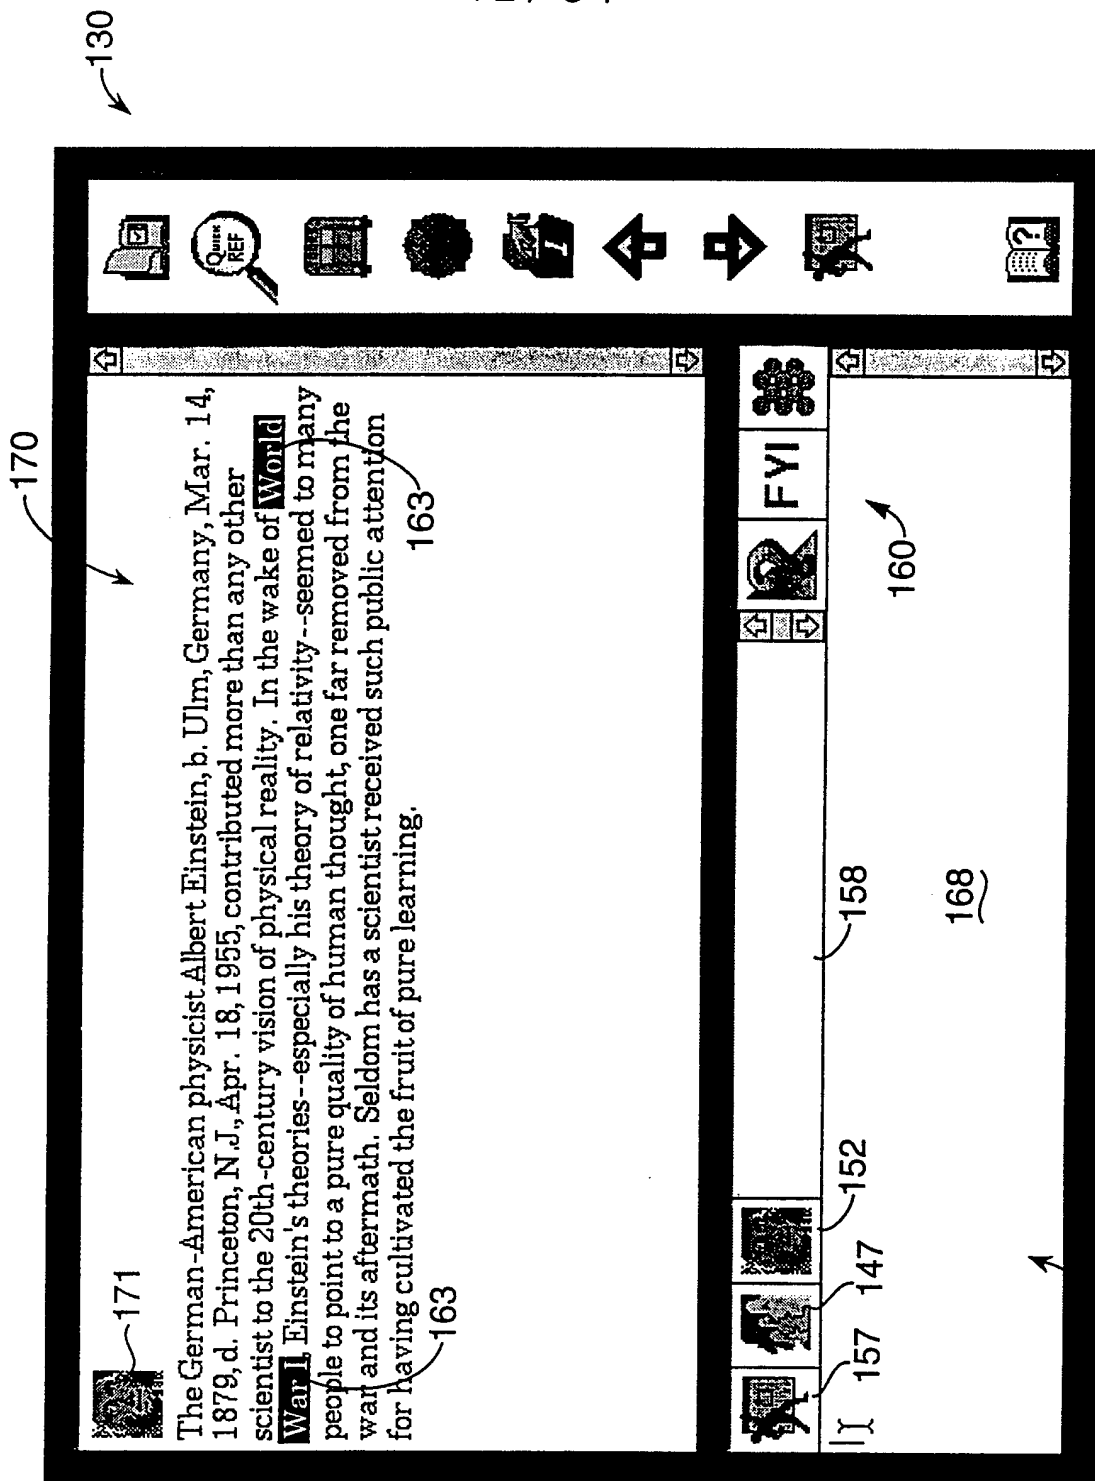 130
170
171
The German-American physicist Albert Einstein, b. Ulm, Germany, Mar. 14,
1879, d. Princeton, N.J., Apr. 18, 1955, contributed more than any other
scientist to the 20th-century vision of physical reality. In the wake of World
War I, Einstein's theories--especially his theory of relativity--seemed to many
people to point to a pure quality of human thought, one far removed from the
war and its aftermath. Seldom has a scientist received such public attention
for having cultivated the fruit of pure learning.
163
163
QUICK
REF
?
FYI
157
147
152
158
160
168